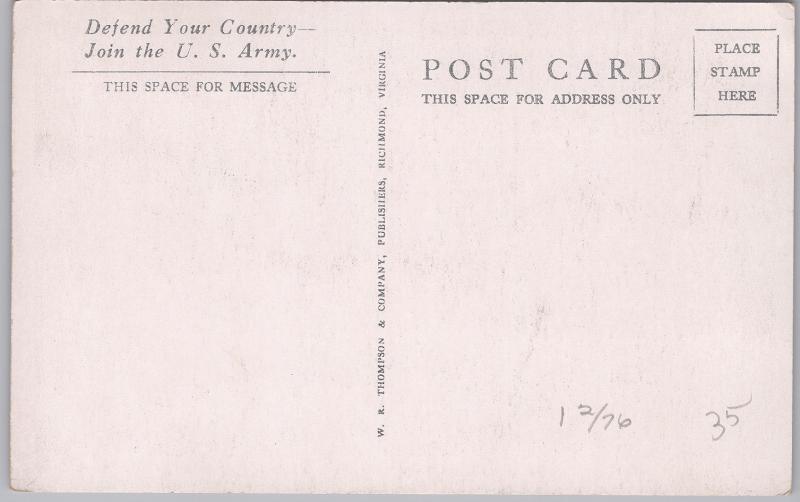 Defend Your Country—
Join the U. S. Army.
THIS SPACE FOR MESSAGE
W. R. THOMPSON & COMPANY, PUBLISHERS, RICHMOND, VIRGINIA
POST CARD
THIS SPACE FOR ADDRESS ONLY
PLACE
STAMP
HERE
12/76
35